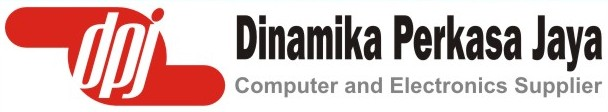 dpj
Dinamika Perkasa Jaya
Computer and Electronics Supplier